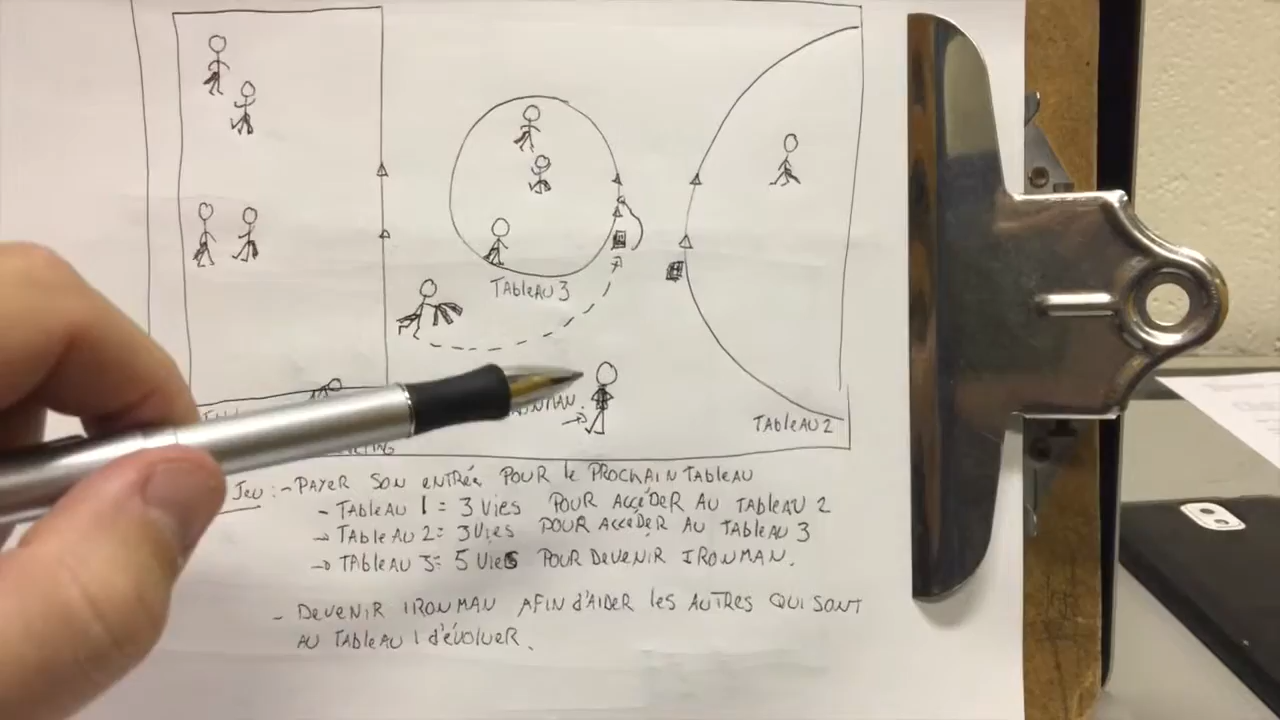 TABLEAU 3
TABLEAU 2
JEU : - PAYER SON ENTRÉE POUR LE PROCHAIN TABLEAU
- TABLEAU 1 = 3 VIES POUR ACCÉDER AU TABLEAU 2
→ TABLEAU 2 = 3 VIES POUR ACCÉDER AU TABLEAU 3
→ TABLEAU 3 = 5 VIES POUR DEVENIR IRONMAN.
- DEVENIR IRONMAN AFIN D'AIDER LES AUTRES QUI SONT
AU TABLEAU 1 D'ÉVOLUER.